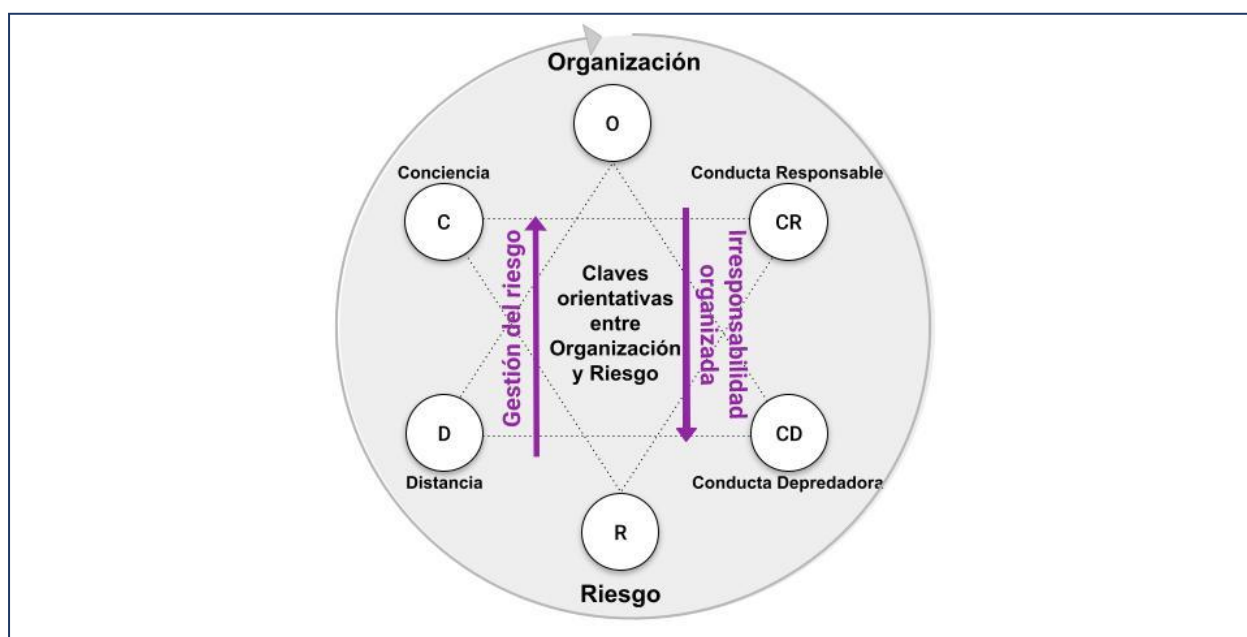 Organización
O
Conciencia
C
Conducta Responsable
CR
Gestión del riesgo
Claves
orientativas
entre
Organización
y Riesgo
Irresponsabilidad
organizada
D
Distancia
CD
Conducta Depredadora
R
Riesgo